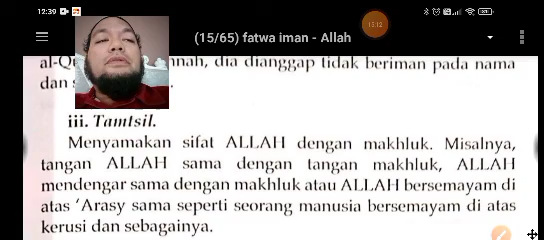 12:39
15:12
(15/65) fatwa iman - Allah
al-Q nnah, dia dianggap tidak beriman pada nama
dan
iii. Tamtsil.
Menyamakan sifat ALLAH dengan makhluk. Misalnya,
tangan ALLAH sama dengan tangan makhluk, ALLAH
mendengar sama dengan makhluk atau ALLAH bersemayam di
atas ‘Arasy sama seperti seorang manusia bersemayam di atas
kerusi dan sebagainya.